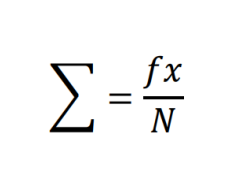 ∑ = fx/N